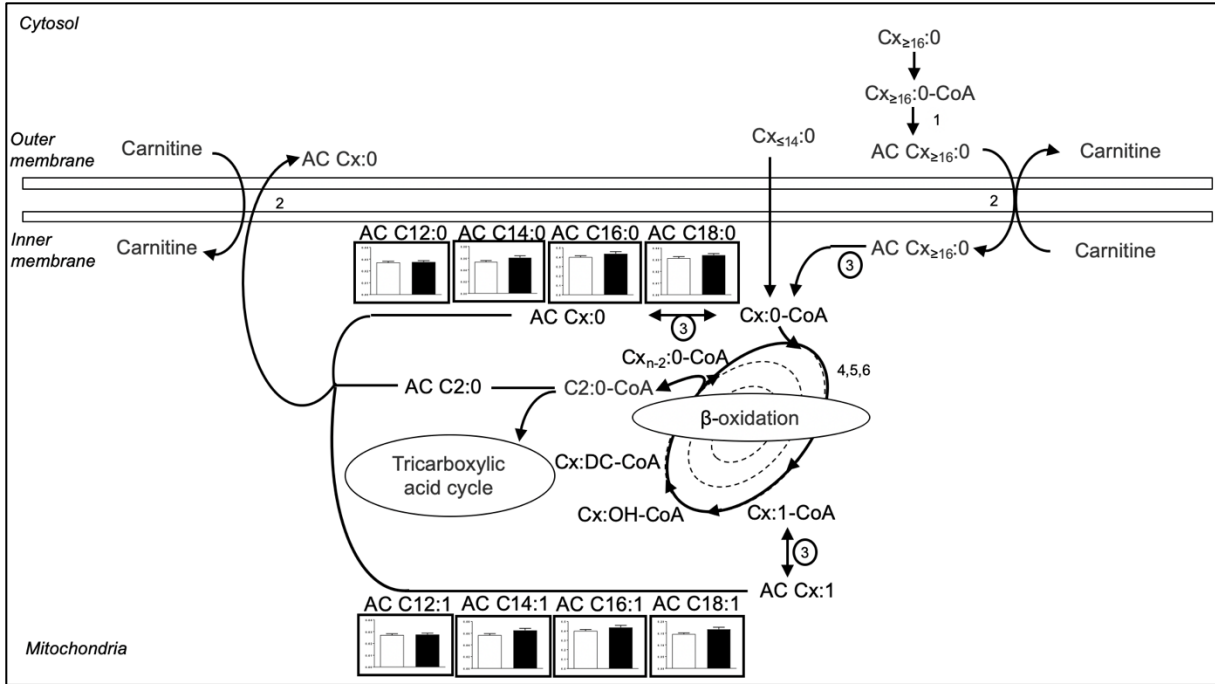 Cytosol
Cx≥16:0
Cx≥16:0-CoA
1
Outer
membrane
Carnitine
AC Cx:0
Cx≤14:0
AC Cx≥16:0
Carnitine
2
2
Inner
membrane
Carnitine
AC C12:0
AC C14:0
AC C16:0
AC C18:0
AC Cx≥16:0
Carnitine
3
AC Cx:0
3
Cx:0-CoA
Cxn-2:0-CoA
4,5,6
AC C2:0
C2:0-CoA
β-oxidation
Tricarboxylic
acid cycle
Cx:DC-CoA
Cx:OH-CoA
Cx:1-CoA
3
AC Cx:1
AC C12:1
AC C14:1
AC C16:1
AC C18:1
Mitochondria